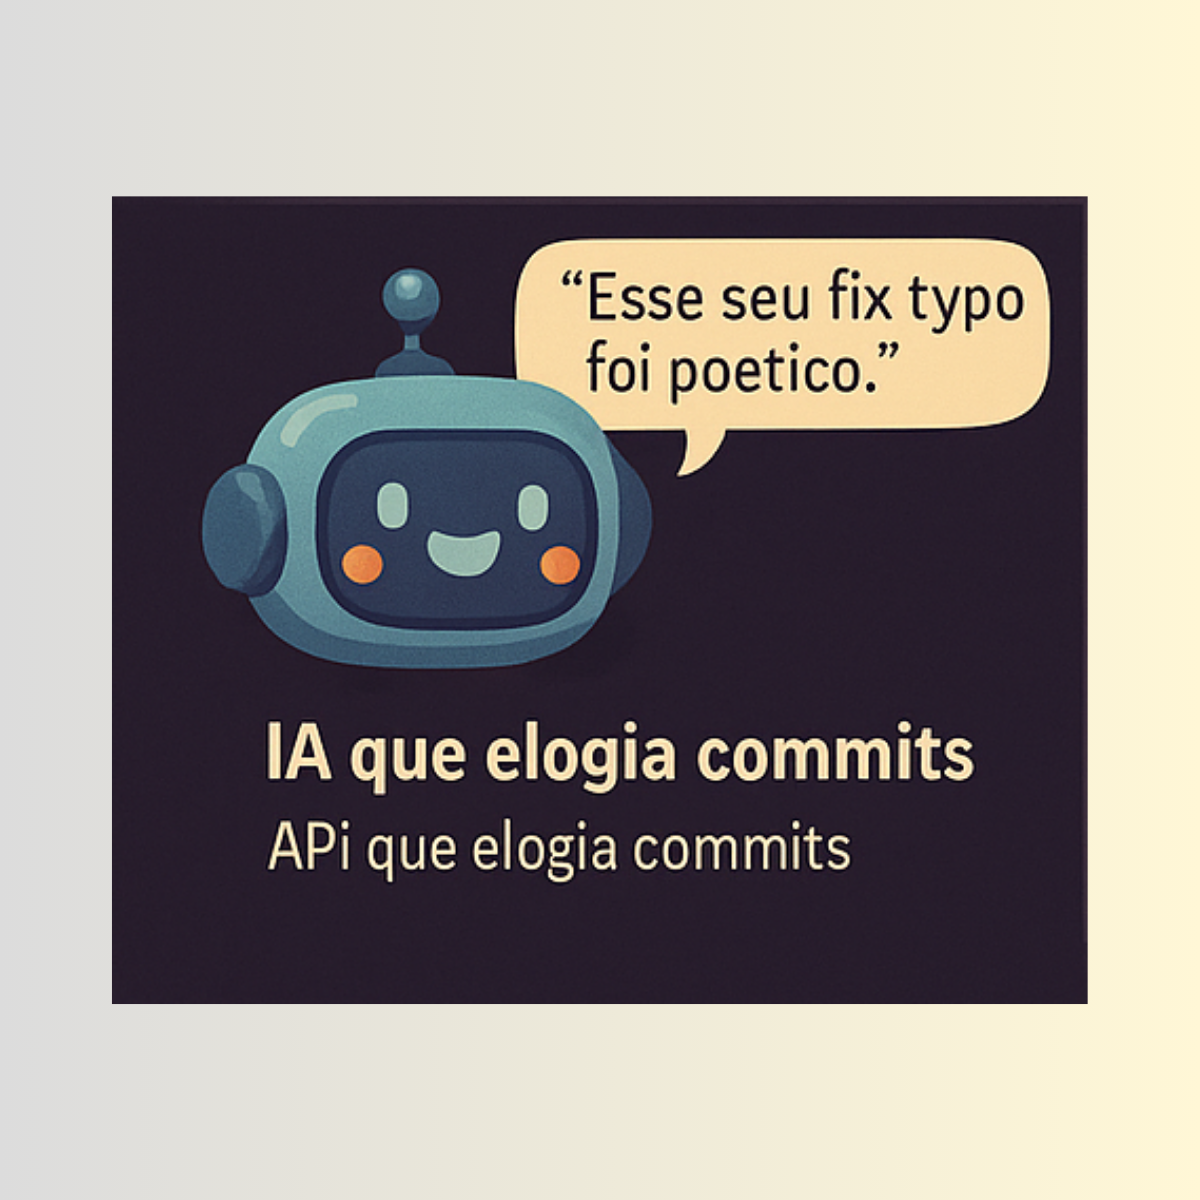 “Esse seu fix typo
foi poetico.”
IA que elogia commits
APi que elogia commits